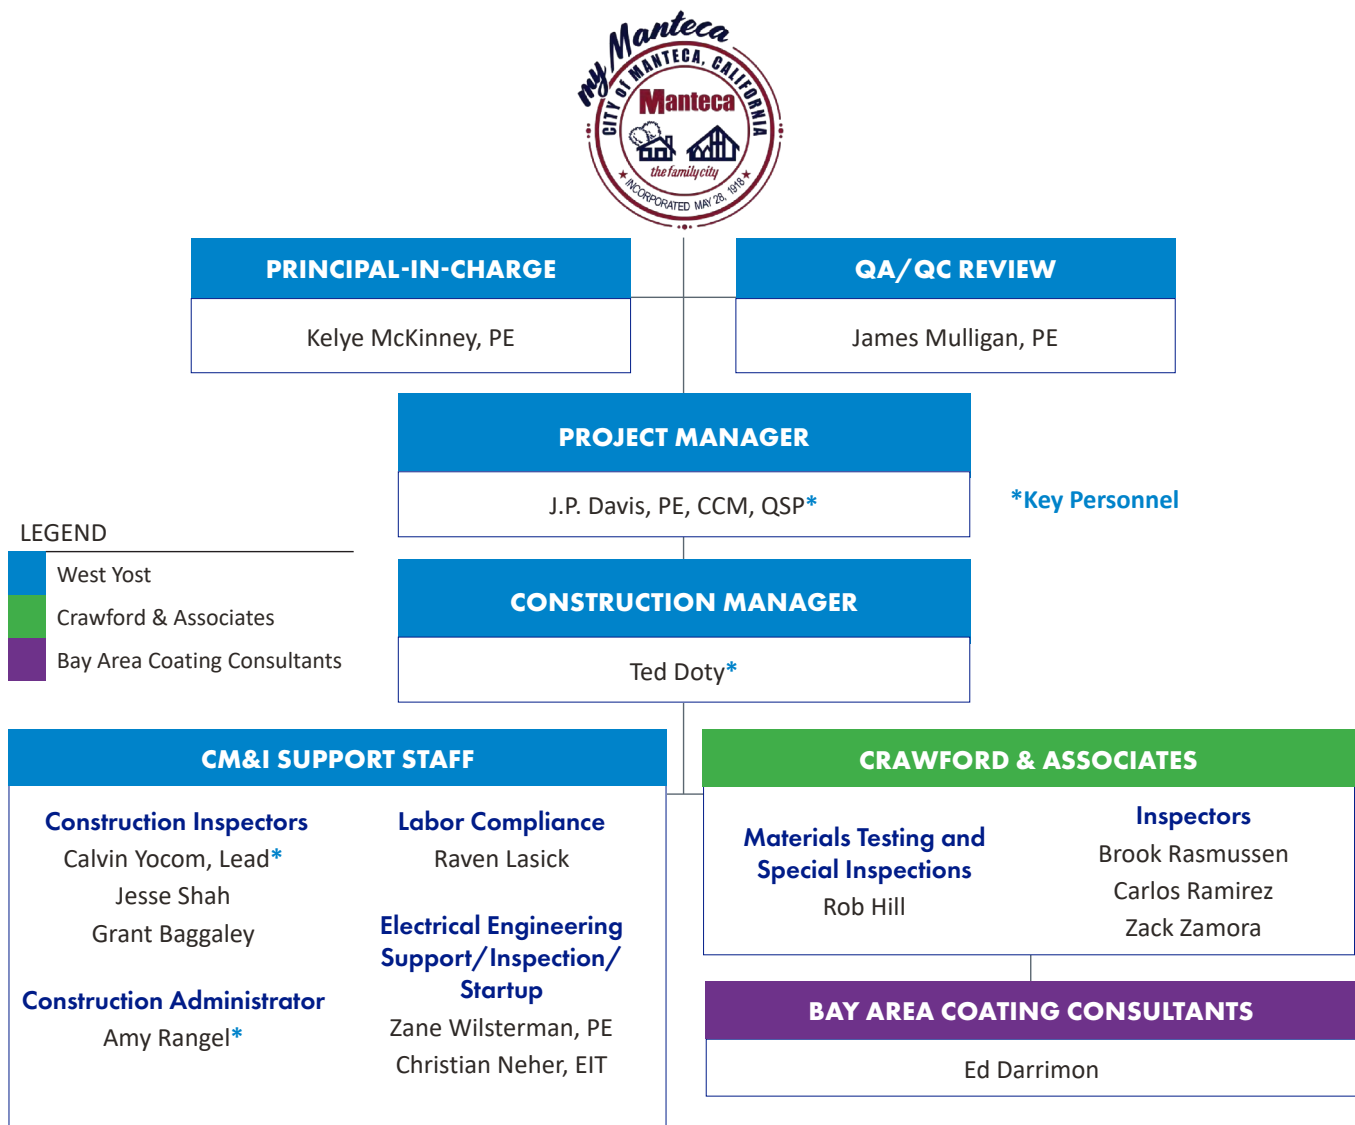 my Manteca
CITY OF MANTECA, CALIFORNIA
Manteca
the family city
INCORPORATED MAY 28, 1918
PRINCIPAL-IN-CHARGE
Kelye McKinney, PE
QA/QC REVIEW
James Mulligan, PE
PROJECT MANAGER
J.P. Davis, PE, CCM, QSP*
*Key Personnel
LEGEND
West Yost
Crawford & Associates
Bay Area Coating Consultants
CONSTRUCTION MANAGER
Ted Doty*
CM&I SUPPORT STAFF
Construction Inspectors
Calvin Yocom, Lead*
Jesse Shah
Grant Baggaley
Construction Administrator
Amy Rangel*
Labor Compliance
Raven Lasick
Electrical Engineering
Support/Inspection/
Startup
Zane Wilsterman, PE
Christian Neher, EIT
CRAWFORD & ASSOCIATES
Materials Testing and
Special Inspections
Rob Hill
Inspectors
Brook Rasmussen
Carlos Ramirez
Zack Zamora
BAY AREA COATING CONSULTANTS
Ed Darrimon